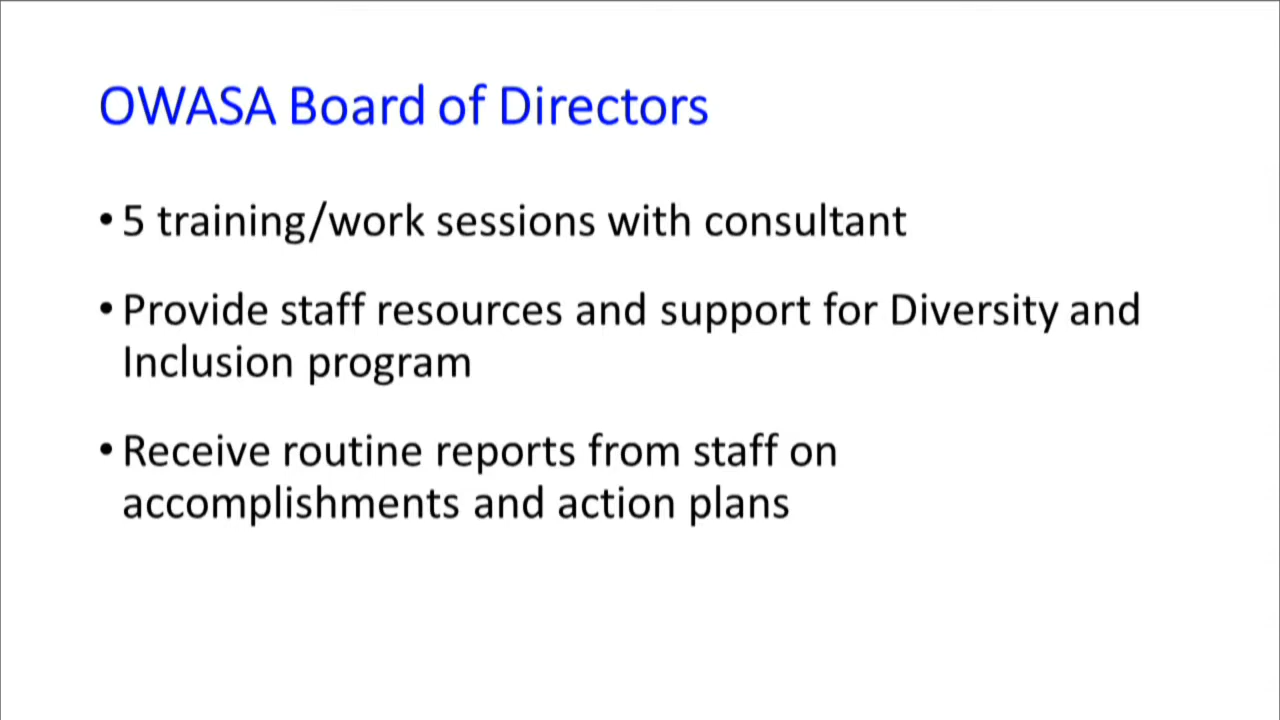 OWASA Board of Directors
• 5 training/work sessions with consultant
• Provide staff resources and support for Diversity and
Inclusion program
• Receive routine reports from staff on
accomplishments and action plans